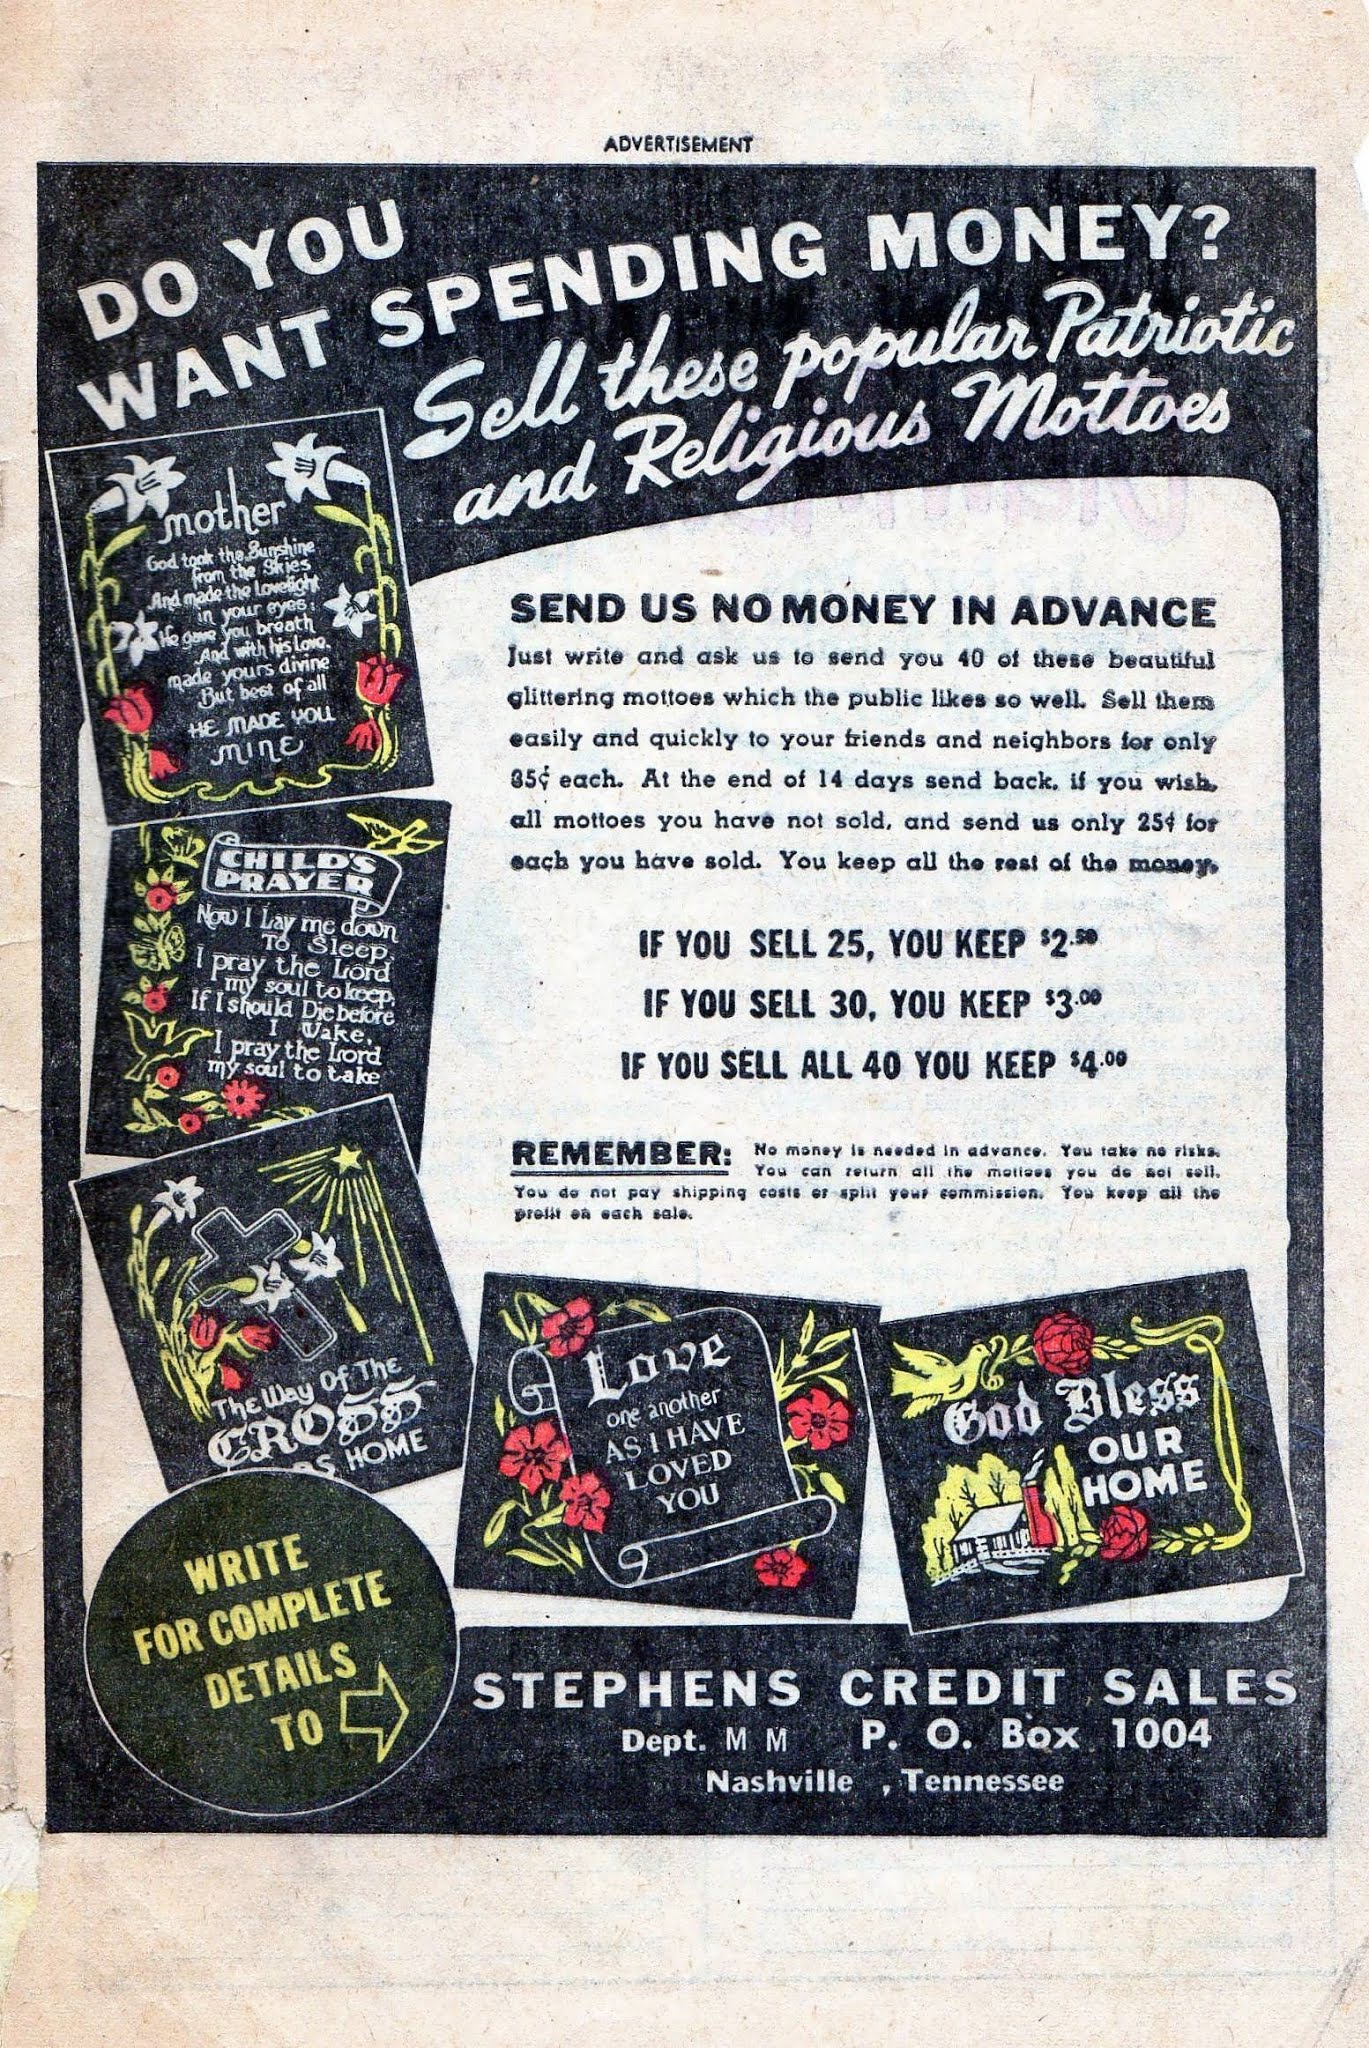 ADVERTISEMENT
DO YOU
WANT SPENDING MONEY?
Sell these popular Patriotic
and Religious Mottoes
mother
God took the Sunshine
from the Skies
And made the Lovelight
in your eyes;
He gave you breath
And with his Love,
made yours divine
But best of all
HE MADE YOU
MINE
CHILD'S
PRAYER
Now I Lay me down
To Sleep,
I pray the Lord
my soul to keep,
If I should Die before
I Wake,
I pray the Lord
my soul to take
The Way Of The
CROSS
HOME
SEND US NO MONEY IN ADVANCE
Just write and ask us to send you 40 of these beautiful
glittering mottoes which the public likes so well. Sell them
easily and quickly to your friends and neighbors for only
35¢ each. At the end of 14 days send back, if you wish,
all mottoes you have not sold, and send us only 25¢ for
each you have sold. You keep all the rest of the money.
IF YOU SELL 25, YOU KEEP $2.50
IF YOU SELL 30, YOU KEEP $3.00
IF YOU SELL ALL 40 YOU KEEP $4.00
REMEMBER: No money is needed in advance. You take no risks.
You can return all the mottoes you do not sell.
You do not pay shipping costs or split your commission. You keep all the
profit on each sale.
Love
one another
AS I HAVE
LOVED
YOU
God Bless
OUR
HOME
WRITE
FOR COMPLETE
DETAILS
TO
STEPHENS CREDIT SALES
Dept. M M P. O. Box 1004
Nashville , Tennessee